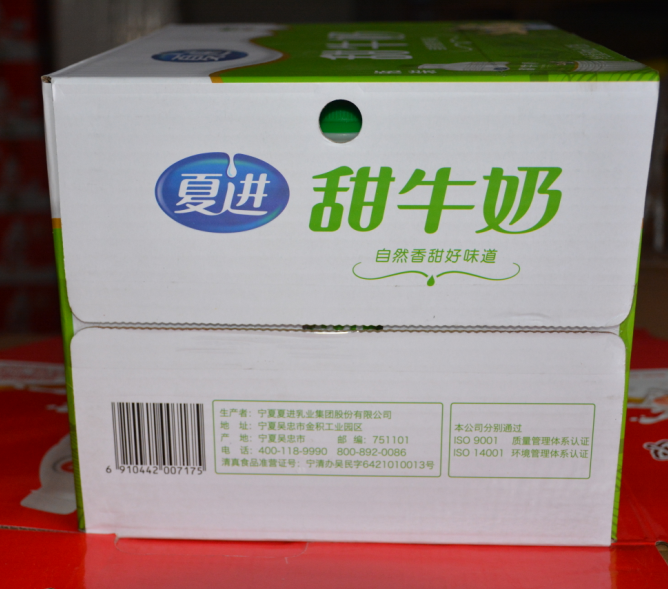 夏进
甜牛奶
夏进
甜牛奶
自然香甜好味道
生产者：宁夏夏进乳业集团股份有限公司
地 址：宁夏吴忠市金积工业园区
产 地：宁夏吴忠市 邮 编：751101
电 话：400-118-9990 800-892-0086
清真食品准营证号：宁清办吴民字6421010013号
本公司分别通过
ISO 9001 质量管理体系认证
ISO 14001 环境管理体系认证
6 910442 007175